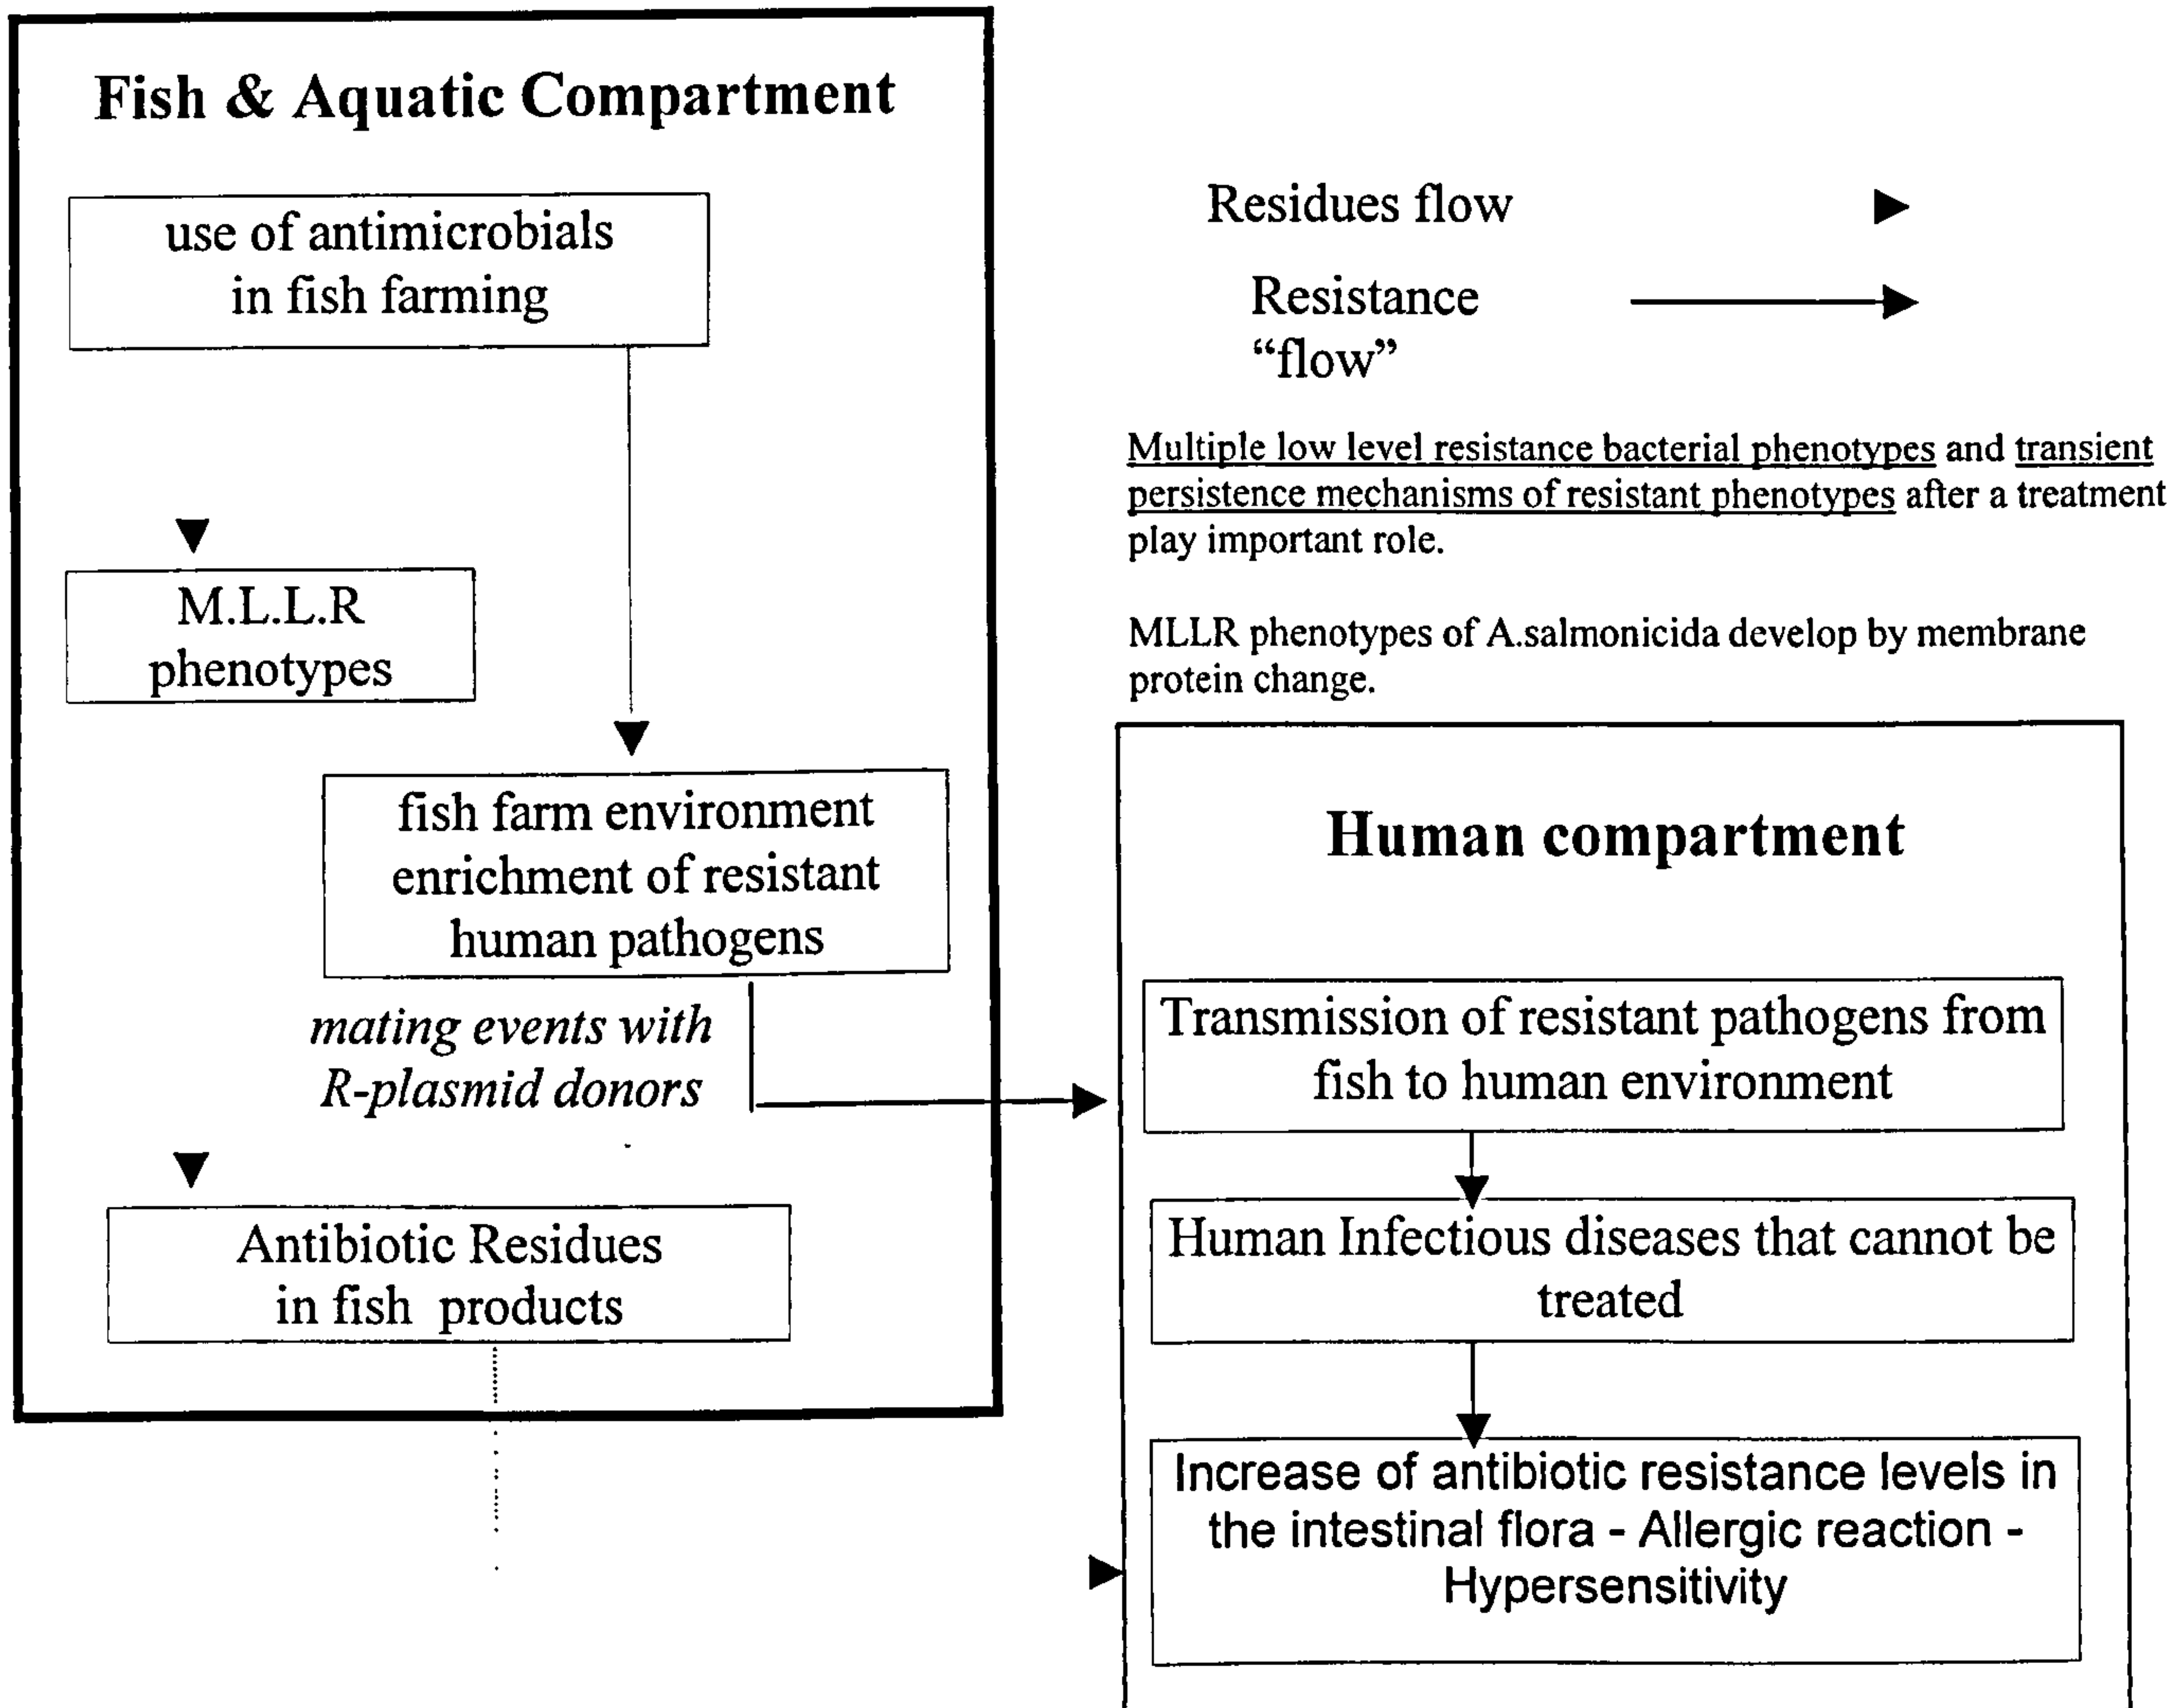 Fish & Aquatic Compartment
use of antimicrobials
in fish farming
M.L.L.R
phenotypes
fish farm environment
enrichment of resistant
human pathogens
mating events with
R-plasmid donors
Antibiotic Residues
in fish products
Residues flow
Resistance
“flow”
Multiple low level resistance bacterial phenotypes and transient
persistence mechanisms of resistant phenotypes after a treatment
play important role.
MLLR phenotypes of A.salmonicida develop by membrane
protein change.
Human compartment
Transmission of resistant pathogens from
fish to human environment
Human Infectious diseases that cannot be
treated
Increase of antibiotic resistance levels in
the intestinal flora - Allergic reaction -
Hypersensitivity